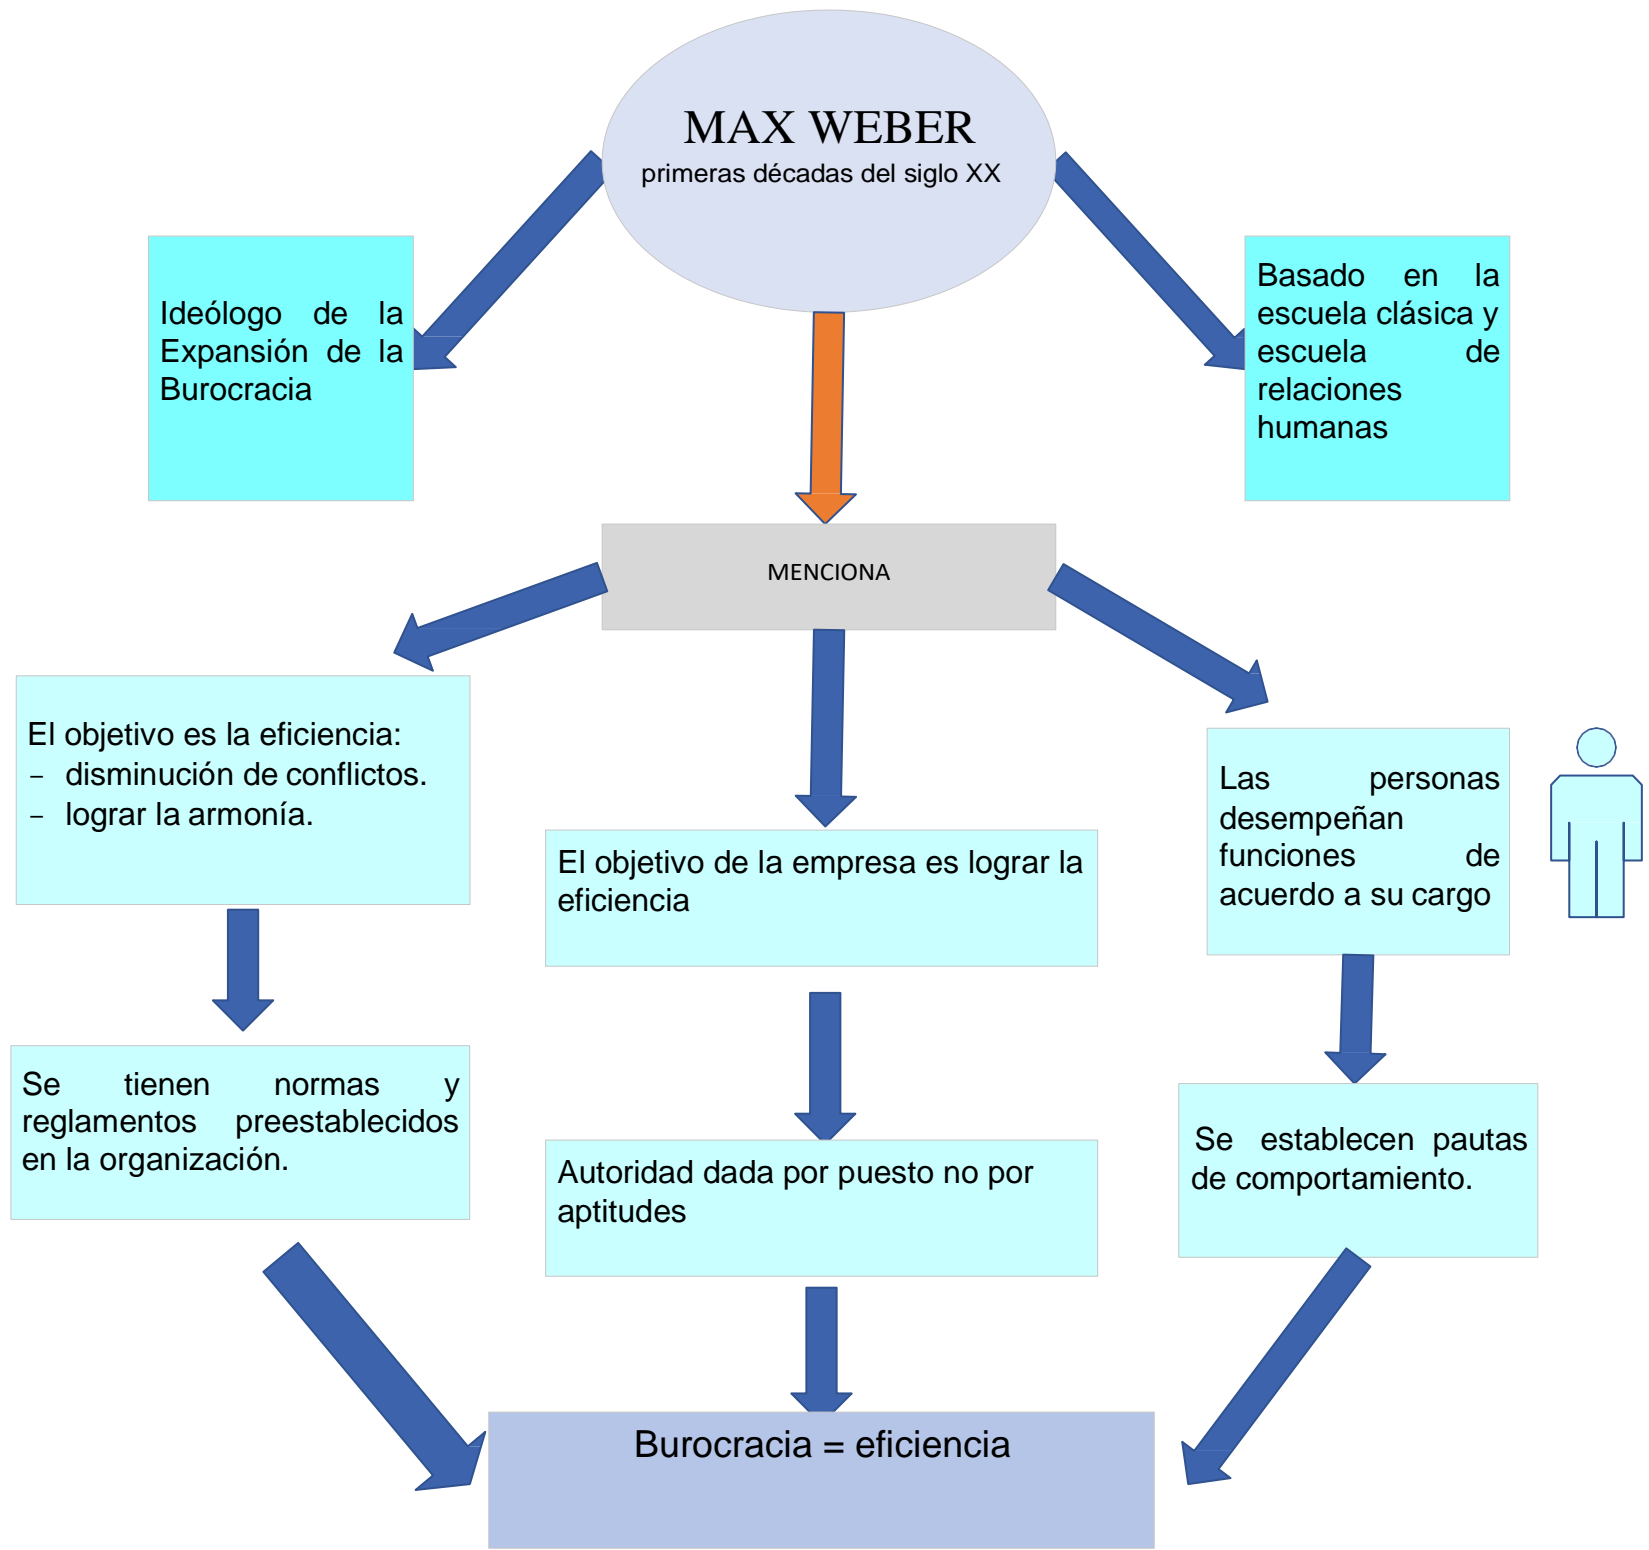 MAX WEBER
primeras décadas del siglo XX
Ideólogo de la
Expansión de la
Burocracia
Basado en la
escuela clásica y
escuela de
relaciones
humanas
MENCIONA
El objetivo es la eficiencia:
- disminución de conflictos.
- lograr la armonía.
El objetivo de la empresa es lograr la
eficiencia
Las personas
desempeñan
funciones de
acuerdo a su cargo
Se tienen normas y
reglamentos preestablecidos
en la organización.
Autoridad dada por puesto no por
aptitudes
Se establecen pautas
de comportamiento.
Burocracia = eficiencia